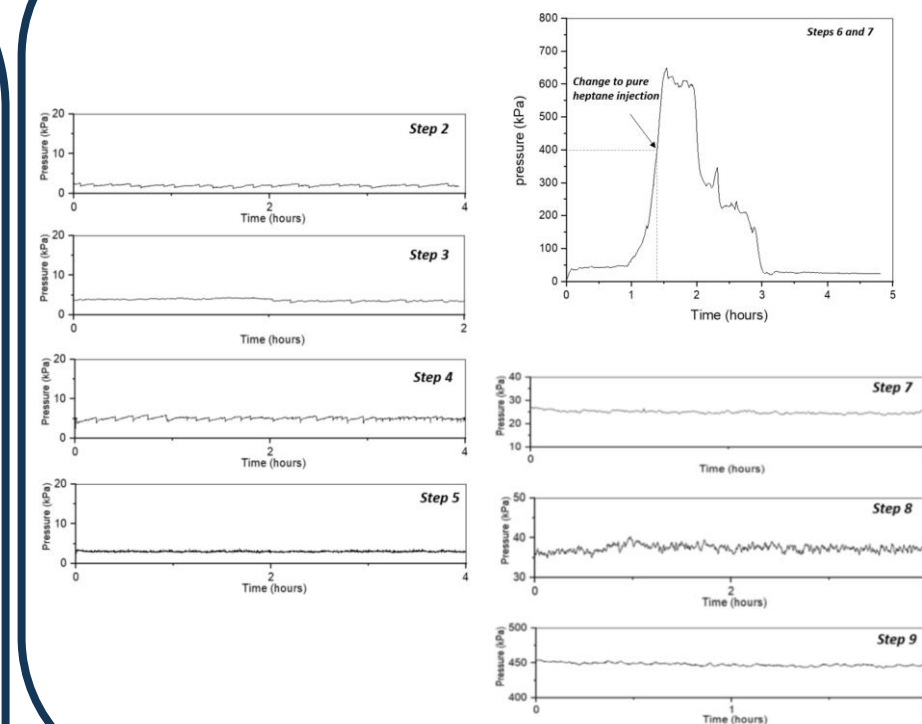 Step 2
Pressure (kPa)
20
10
0
0
2
4
Time (hours)
Step 3
Pressure (kPa)
20
10
0
0
2
Time (hours)
Step 4
Pressure (kPa)
20
10
0
0
2
4
Time (hours)
Step 5
Pressure (kPa)
20
10
0
0
2
4
Time (hours)
Steps 6 and 7
Change to pure
heptane injection
pressure (kPa)
800
700
600
500
400
300
200
100
0
0
1
2
3
4
5
Time (hours)
Step 7
Pressure (kPa)
40
30
20
10
0
Time (hours)
Step 8
Pressure (kPa)
50
40
30
0
2
Time (hours)
Step 9
Pressure (kPa)
500
450
400
0
1
Time (hours)